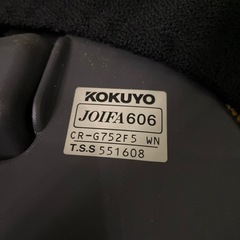 KOKUYO
JOIFA606
CR-G752F5 WN
T.S.S 551608